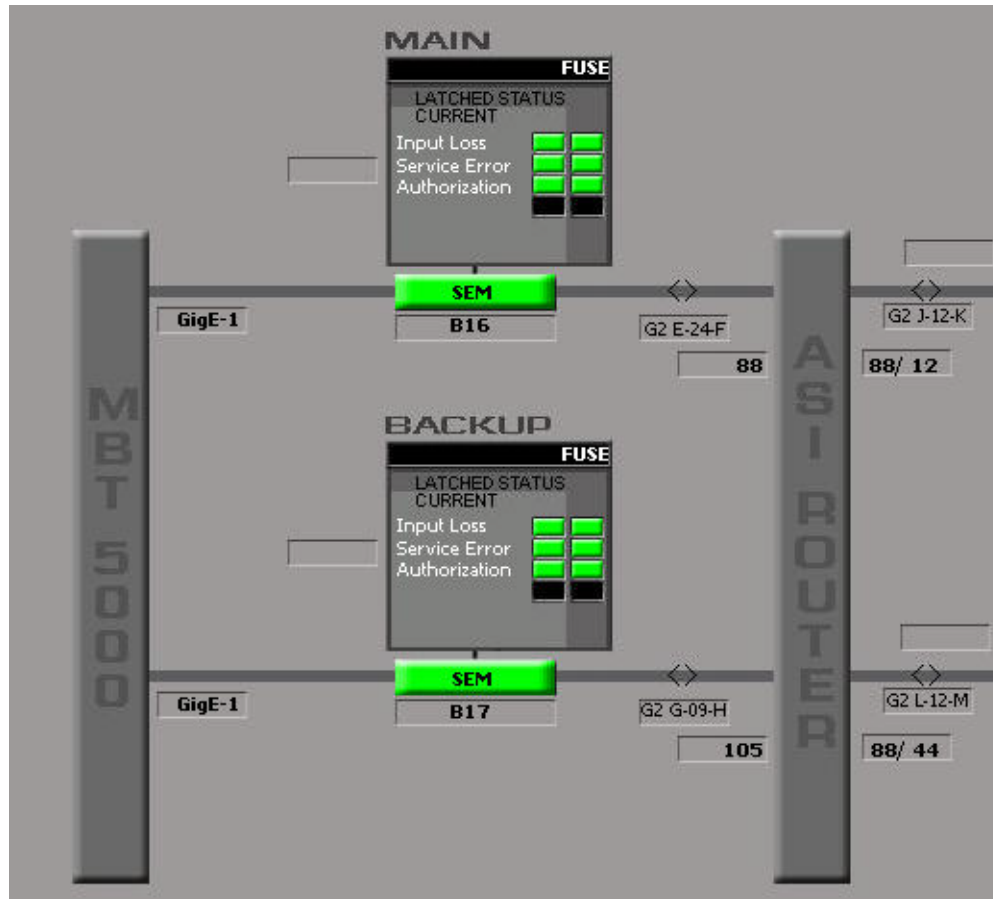 MAIN
FUSE
LATCHED STATUS
CURRENT
Input Loss
Service Error
Authorization
SEM
GigE-1
B16
G2 E-24-F
G2 J-12-K
88
88/ 12
MBT 5000
ASI ROUTER
BACKUP
FUSE
LATCHED STATUS
CURRENT
Input Loss
Service Error
Authorization
SEM
GigE-1
B17
G2 G-09-H
G2 L-12-M
105
88/ 44